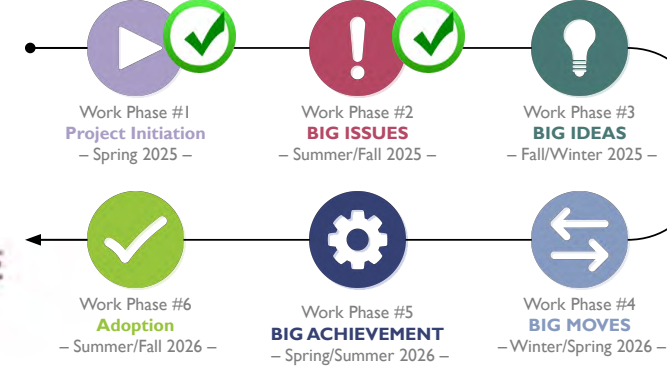 Work Phase #1
Project Initiation
– Spring 2025 –
Work Phase #2
BIG ISSUES
– Summer/Fall 2025 –
Work Phase #3
BIG IDEAS
– Fall/Winter 2025 –
Work Phase #4
BIG MOVES
– Winter/Spring 2026 –
Work Phase #5
BIG ACHIEVEMENT
– Spring/Summer 2026 –
Work Phase #6
Adoption
– Summer/Fall 2026 –